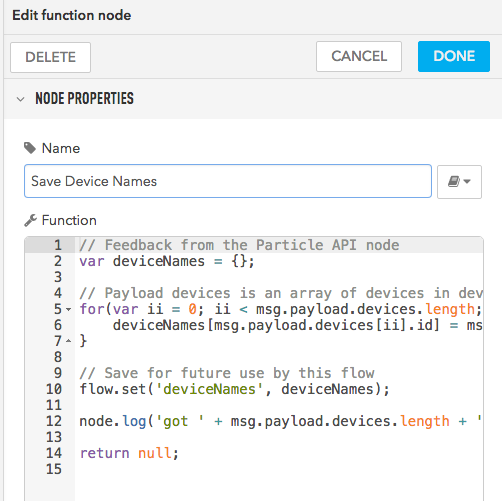 Edit function node
DELETE CANCEL DONE
NODE PROPERTIES
Name
Save Device Names
Function
1 // Feedback from the Particle API node
2 var deviceNames = {};
3
4 // Payload devices is an array of devices in dev
5 for(var ii = 0; ii < msg.payload.devices.length;
6 deviceNames[msg.payload.devices[ii].id] = ms
7 }
8
9 // Save for future use by this flow
10 flow.set('deviceNames', deviceNames);
11
12 node.log('got ' + msg.payload.devices.length + '
13
14 return null;
15